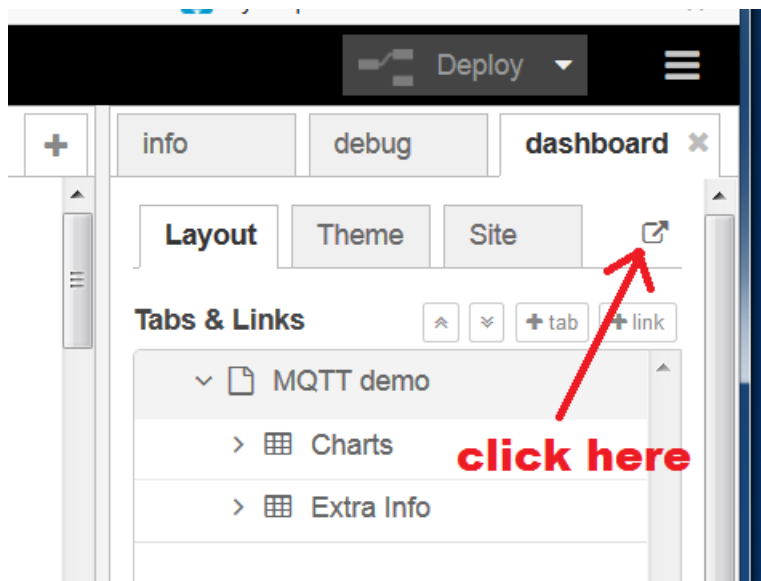 Deploy
info debug dashboard
Layout Theme Site
Tabs & Links tab link
MQTT demo
Charts
click here
Extra Info